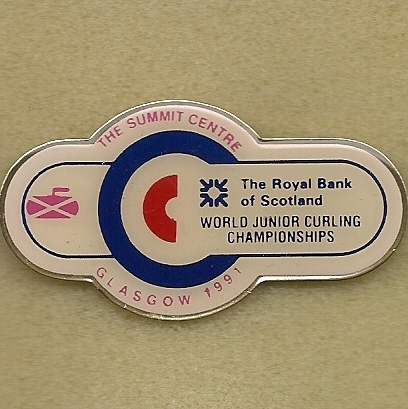 THE SUMMIT CENTRE
The Royal Bank
of Scotland
WORLD JUNIOR CURLING
CHAMPIONSHIPS
GLASGOW 1991